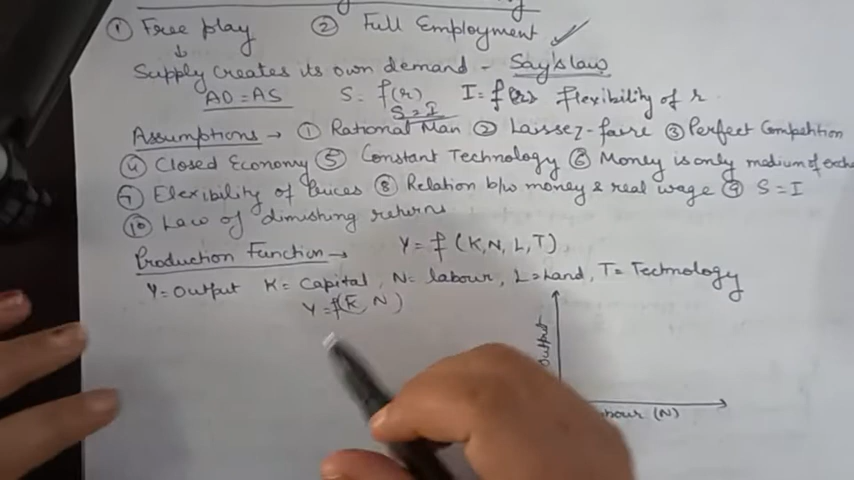 ① Free play ② Full Employment ✓
↓
Supply creates its own demand - Say's law
AD = AS S = f(r) I = f(r) flexibility of r
S = I
Assumptions → ① Rational Man ② Laissez-faire ③ Perfect Competition
④ Closed Economy ⑤ Constant Technology ⑥ Money is only medium of
⑦ Flexibility of Prices ⑧ Relation b/w money & real wage ⑨ S = I
⑩ Law of dimishing returns
Production Function → Y = f (K, N, L, T)
Y = Output K = Capital, N = labour, L = Land, T = Technology
Y = f(K̄, N)
Output
(N)